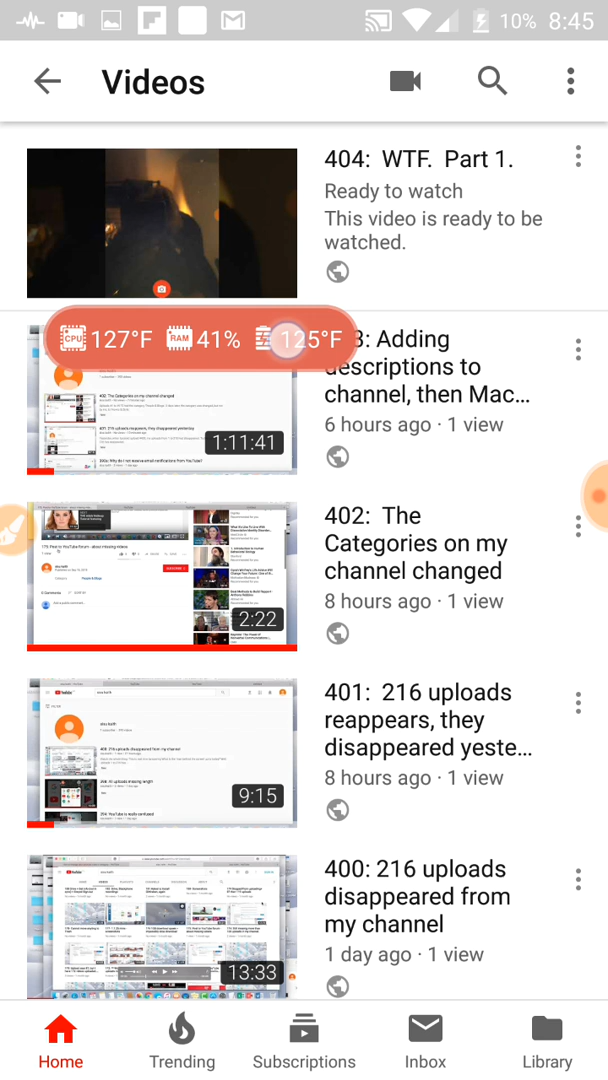 10% 8:45
Videos
404: WTF. Part 1.
Ready to watch
This video is ready to be
watched.
CPU 127°F RAM 41% 125°F
3: Adding
descriptions to
channel, then Mac...
6 hours ago · 1 view
1:11:41
402: The
Categories on my
channel changed
8 hours ago · 1 view
2:22
401: 216 uploads
reappears, they
disappeared yeste...
8 hours ago · 1 view
9:15
400: 216 uploads
disappeared from
my channel
1 day ago · 1 view
13:33
Home Trending Subscriptions Inbox Library